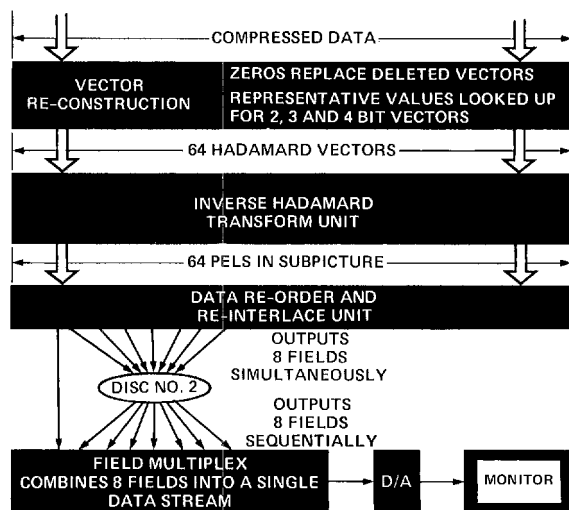 COMPRESSED DATA
VECTOR
RE-CONSTRUCTION
ZEROS REPLACE DELETED VECTORS
REPRESENTATIVE VALUES LOOKED UP
FOR 2, 3 AND 4 BIT VECTORS
64 HADAMARD VECTORS
INVERSE HADAMARD
TRANSFORM UNIT
64 PELS IN SUBPICTURE
DATA RE-ORDER AND
RE-INTERLACE UNIT
OUTPUTS
8 FIELDS
SIMULTANEOUSLY
DISC NO. 2
OUTPUTS
8 FIELDS
SEQUENTIALLY
FIELD MULTIPLEX
COMBINES 8 FIELDS INTO A SINGLE
DATA STREAM
D/A
MONITOR